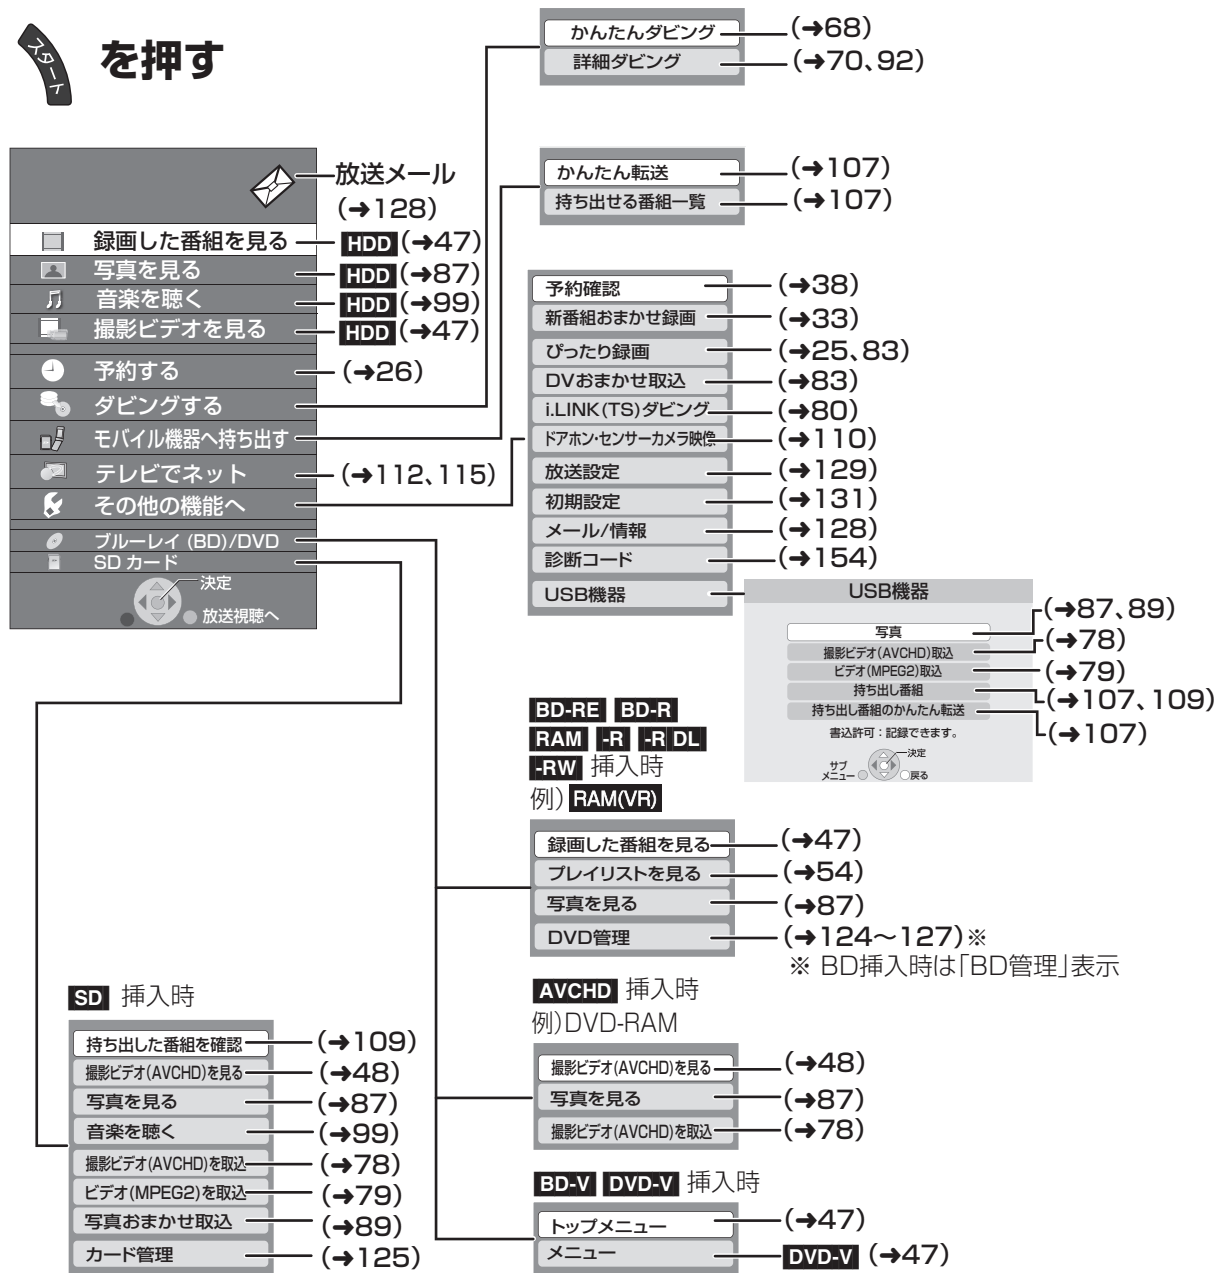 スタート
を押す
放送メール
(➔128)
録画した番組を見る HDD (➔47)
写真を見る HDD (➔87)
音楽を聴く HDD (➔99)
撮影ビデオを見る HDD (➔47)
予約する (➔26)
ダビングする
モバイル機器へ持ち出す
テレビでネット (➔112、115)
その他の機能へ
ブルーレイ (BD)/DVD
SD カード
決定
放送視聴へ
かんたんダビング (➔68)
詳細ダビング (➔70、92)
かんたん転送 (➔107)
持ち出せる番組一覧 (➔107)
予約確認 (➔38)
新番組おまかせ録画 (➔33)
ぴったり録画 (➔25、83)
DVおまかせ取込 (➔83)
i.LINK(TS)ダビング (➔80)
ドアホン・センサーカメラ映像 (➔110)
放送設定 (➔129)
初期設定 (➔131)
メール/情報 (➔128)
診断コード (➔154)
USB機器
USB機器
写真 (➔87、89)
撮影ビデオ(AVCHD)取込 (➔78)
ビデオ(MPEG2)取込 (➔79)
持ち出し番組 (➔107、109)
持ち出し番組のかんたん転送 (➔107)
書込許可：記録できます。
決定
サブ
メニュー 戻る
BD-RE BD-R
RAM -R -R DL
-RW 挿入時
例) RAM(VR)
録画した番組を見る (➔47)
プレイリストを見る (➔54)
写真を見る (➔87)
DVD管理 (➔124～127)※
※ BD挿入時は「BD管理」表示
AVCHD 挿入時
例)DVD-RAM
撮影ビデオ(AVCHD)を見る (➔48)
写真を見る (➔87)
撮影ビデオ(AVCHD)を取込 (➔78)
BD-V DVD-V 挿入時
トップメニュー (➔47)
メニュー DVD-V (➔47)
SD 挿入時
持ち出した番組を確認 (➔109)
撮影ビデオ(AVCHD)を見る (➔48)
写真を見る (➔87)
音楽を聴く (➔99)
撮影ビデオ(AVCHD)を取込 (➔78)
ビデオ(MPEG2)を取込 (➔79)
写真おまかせ取込 (➔89)
カード管理 (➔125)